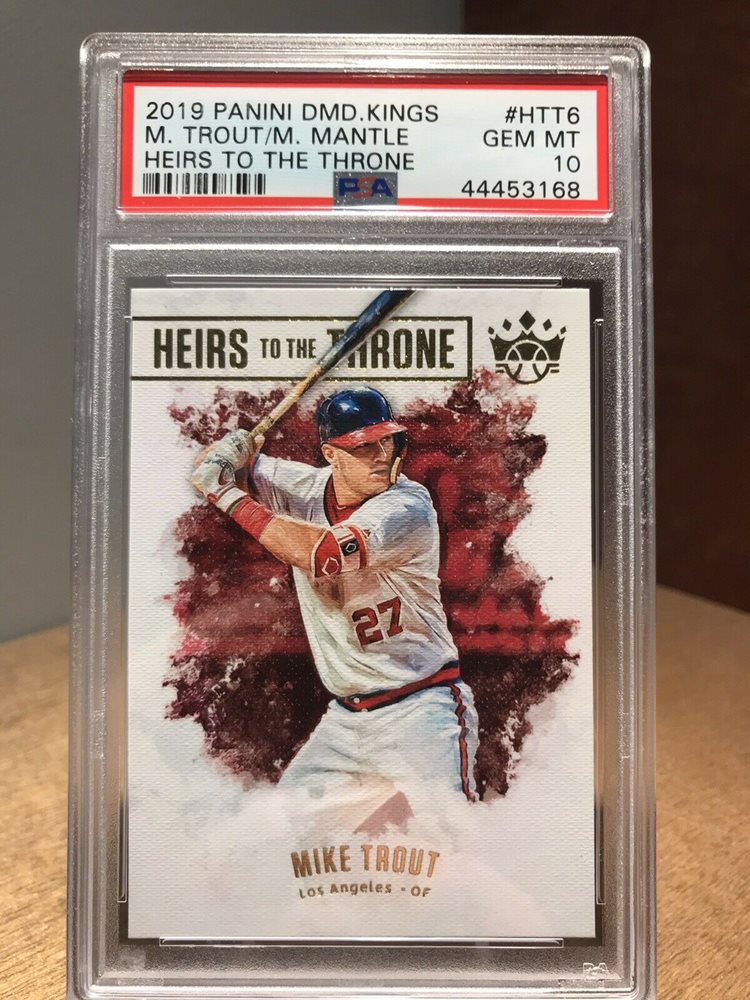 2019 PANINI DMD.KINGS #HTT6
M. TROUT/M. MANTLE GEM MT
HEIRS TO THE THRONE 10
PSA 44453168
HEIRS TO THE THRONE
27
MIKE TROUT
Los Angeles - OF